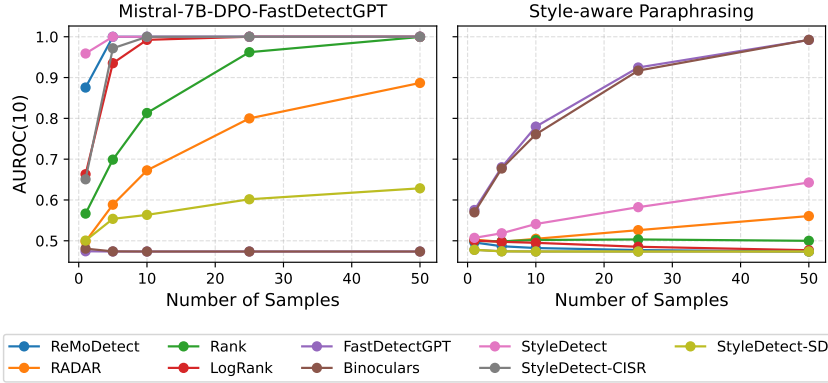 Mistral-7B-DPO-FastDetectGPT
Style-aware Paraphrasing
AUROC(10)
1.0
0.9
0.8
0.7
0.6
0.5
0 10 20 30 40 50
0 10 20 30 40 50
Number of Samples
Number of Samples
ReMoDetect Rank FastDetectGPT StyleDetect StyleDetect-SD
RADAR LogRank Binoculars StyleDetect-CISR